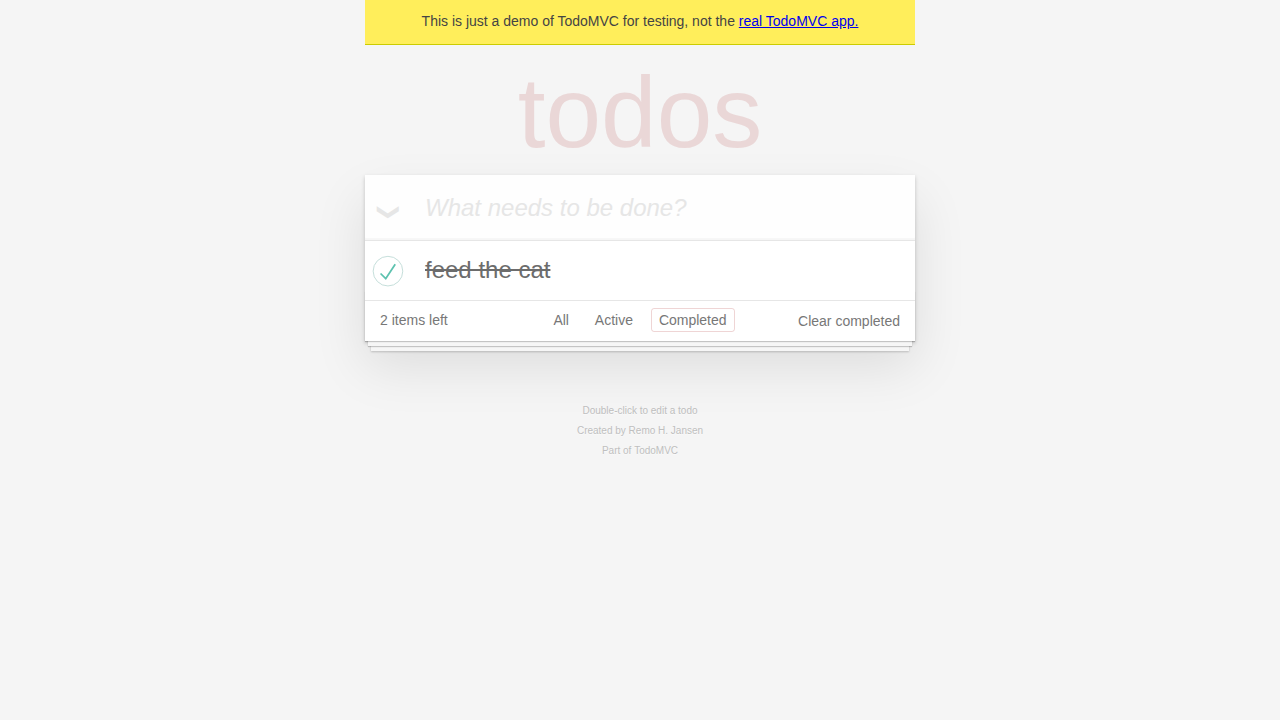 This is just a demo of TodoMVC for testing, not the real TodoMVC app.
todos
What needs to be done?
feed the cat
2 items left
All
Active
Completed
Clear completed
Double-click to edit a todo
Created by Remo H. Jansen
Part of TodoMVC